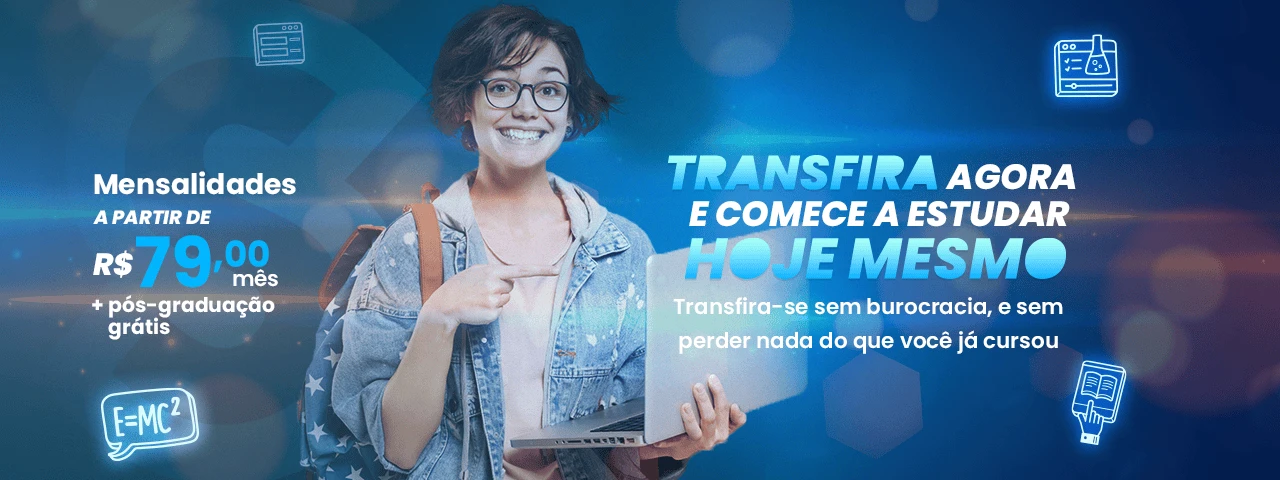 Mensalidades
A PARTIR DE
R$79,00
mês
+ pós-graduação
grátis
E=MC²
TRANSFIRA AGORA
E COMECE A ESTUDAR
HOJE MESMO
Transfira-se sem burocracia, e sem
perder nada do que você já cursou